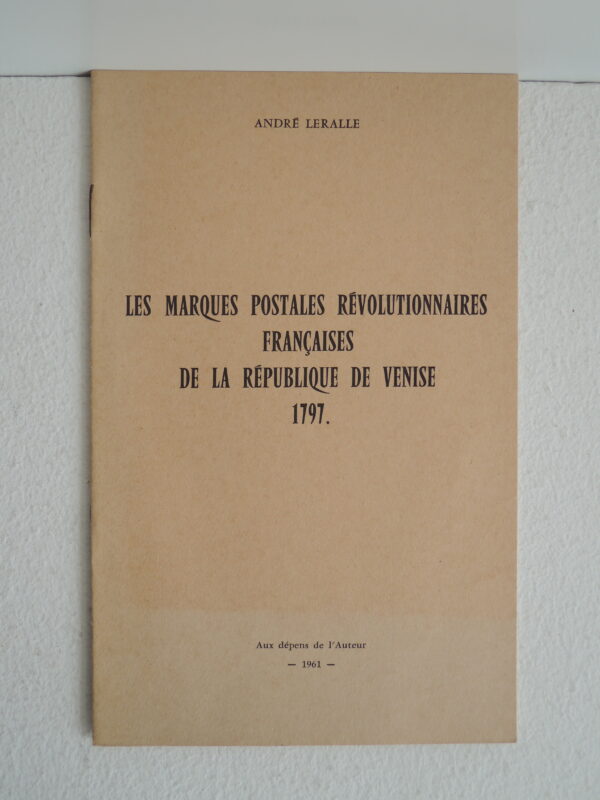 ANDRÉ LERALLE
LES MARQUES POSTALES RÉVOLUTIONNAIRES
FRANÇAISES
DE LA RÉPUBLIQUE DE VENISE
1797.
Aux dépens de l'Auteur
— 1961 —